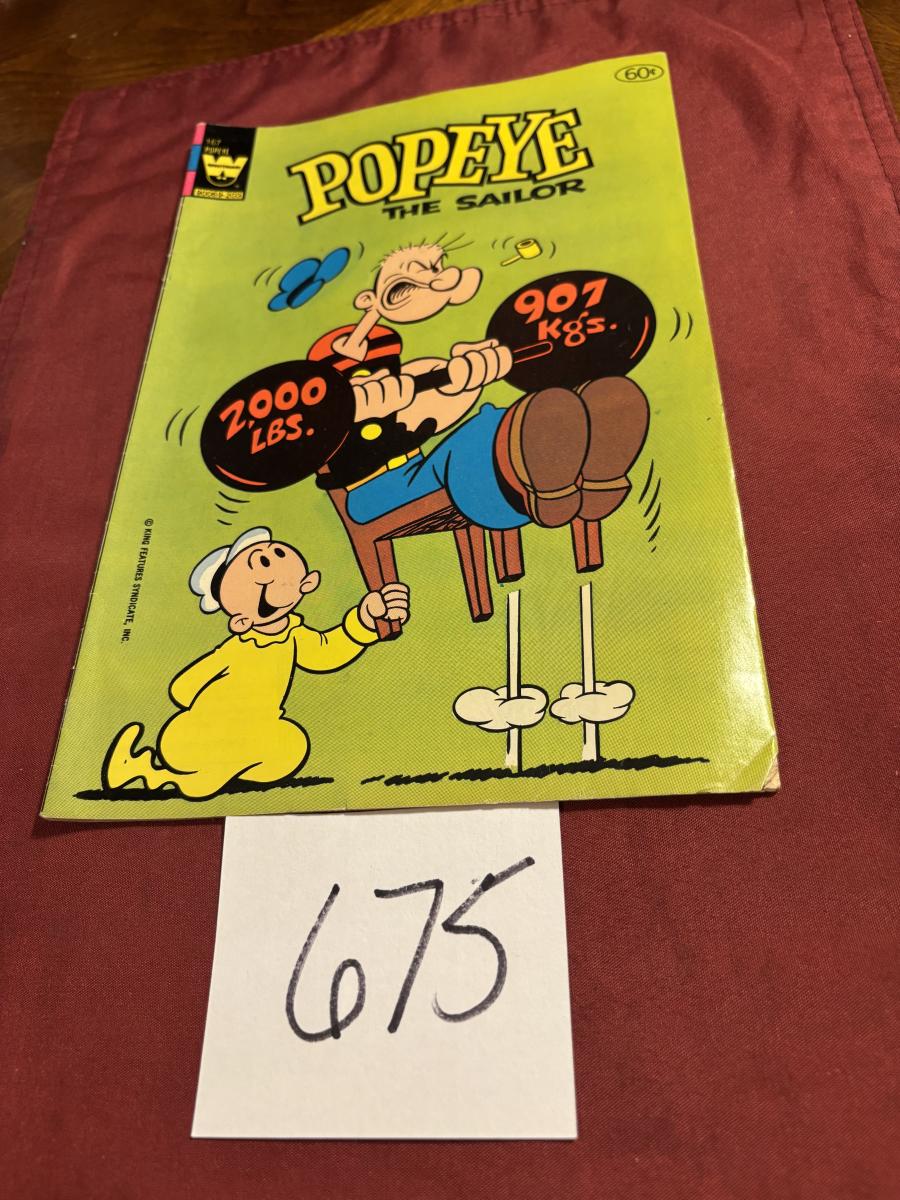 60¢
POPEYE
THE SAILOR
907
Kgs.
2,000
LBS.
© KING FEATURES SYNDICATE, INC.
675